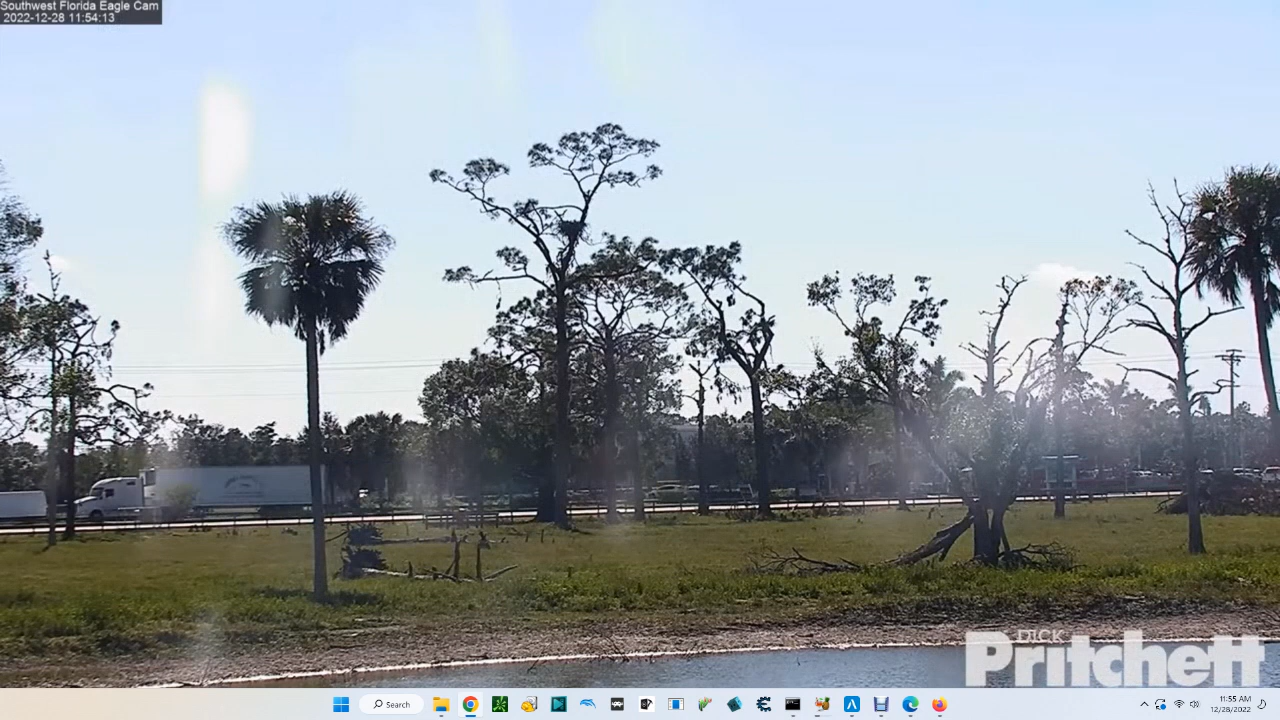 Southwest Florida Eagle Cam
2022-12-28 11:54:13
DICK
Pritchett
Search
11:55 AM
12/28/2022